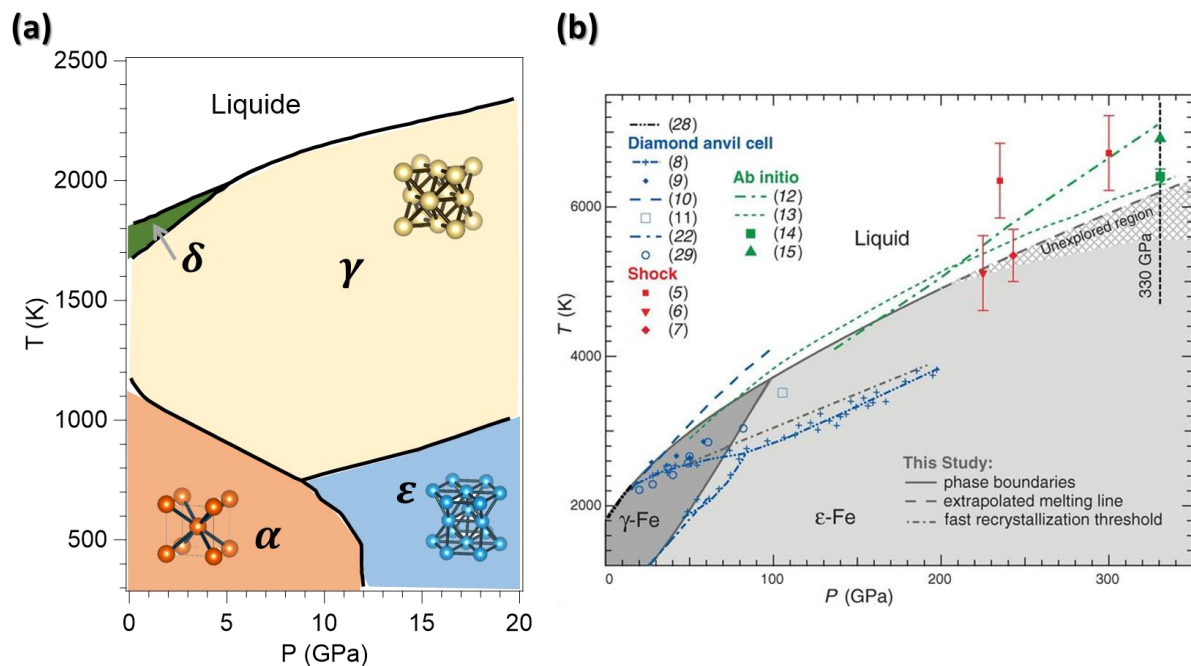 (a)
2500
2000
1500
1000
500
T (K)
Liquide
δ
γ
α
ε
0
5
10
15
20
P (GPa)
(b)
(28)
Diamond anvil cell
(8)
(9)
(10)
(11)
(22)
(29)
Shock
(5)
(6)
(7)
Ab initio
(12)
(13)
(14)
(15)
6000
4000
2000
T (K)
Liquid
Unexplored region
330 GPa
γ-Fe
ε-Fe
This Study:
phase boundaries
extrapolated melting line
fast recrystallization threshold
0
100
200
300
P (GPa)